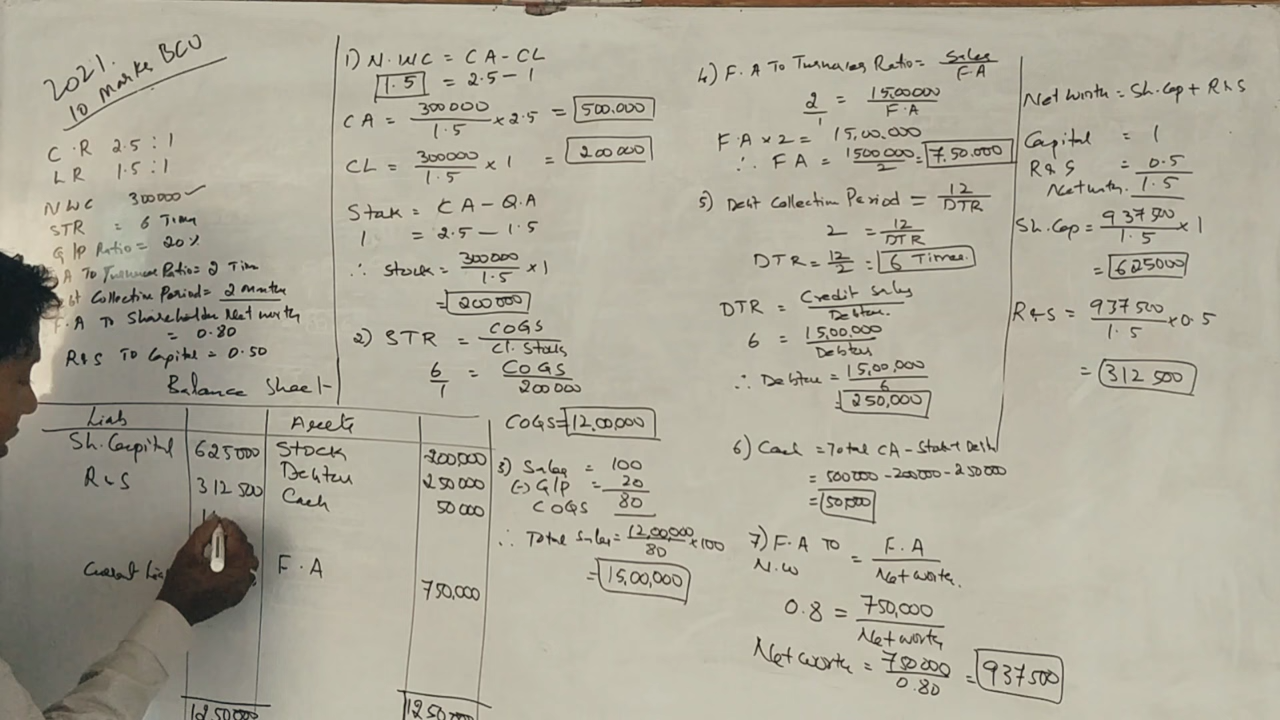 2021.
10 marks BCU
C.R 2.5 : 1
LR 1.5 : 1
NWC 300000 ✓
STR = 6 Times
G/P Ratio = 20%
A To Turnover Ratio = 2 Tim
Collection Period = 2 months
F.A To Shareholder Net worth
= 0.80
R&S To Capital = 0.50
Balance Sheet
Liab Assets
Sh. Capital 625000 Stock 200,000
R&S 312500 Debtors 250000
Cash 50000
Current Lia F.A
750,000
1250000 1250000
1) N.WC = CA - CL
1.5 = 2.5 - 1
CA = 300000 / 1.5 × 2.5 = 500.000
CL = 300000 / 1.5 × 1 = 200000
Stock = CA - Q.A
1 = 2.5 - 1.5
∴ Stock = 300000 / 1.5 × 1
= 200000
2) STR = COGS / Cl. Stock
6/1 = COGS / 200000
COGS = 12,00,000
3) Sales = 100
(-) G/P = 20
COGS 80
∴ Total Sales = 12,00,000 / 80 × 100
= 15,00,000
4) F.A To Turnover Ratio = Sales / F.A
2/1 = 15,00000 / F.A
F.A × 2 = 15,00.000
∴ F A = 1500000 / 2 = 7,50.000
5) Debt Collection Period = 12 / DTR
2 = 12 / DTR
DTR = 12/2 = 6 Times.
DTR = Credit Sales / Debtors.
6 = 15,00,000 / Debtors
∴ Debtors = 15,00,000 / 6
= 250,000
6) Cash = Total CA - Stock + Debt
= 500000 - 200000 - 250000
= 50,000
7) F.A To N.W = F.A / Net worth.
0.8 = 750,000 / Net worth
Net worth = 750000 / 0.80 = 937500
Net worth = Sh. Cap + R&S
Capital = 1
R&S = 0.5
Net worth. 1.5
Sh. Cap = 937500 / 1.5 × 1
= 625000
R&S = 937500 / 1.5 × 0.5
= 312500